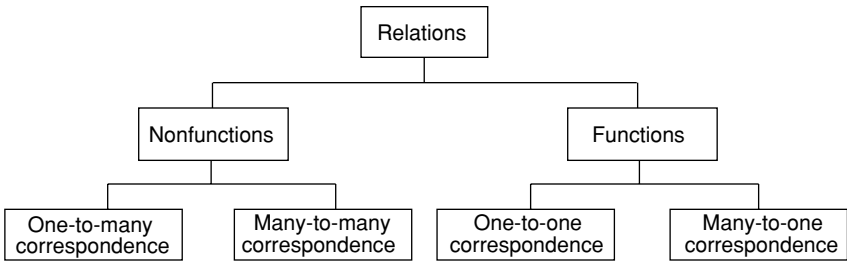 Relations
Nonfunctions
Functions
One-to-many
correspondence
Many-to-many
correspondence
One-to-one
correspondence
Many-to-one
correspondence